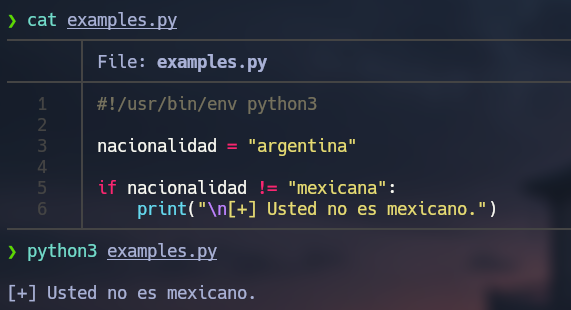 ❯ cat examples.py
File: examples.py
1 #!/usr/bin/env python3
2
3 nacionalidad = "argentina"
4
5 if nacionalidad != "mexicana":
6     print("\n[+] Usted no es mexicano.")
❯ python3 examples.py
[+] Usted no es mexicano.